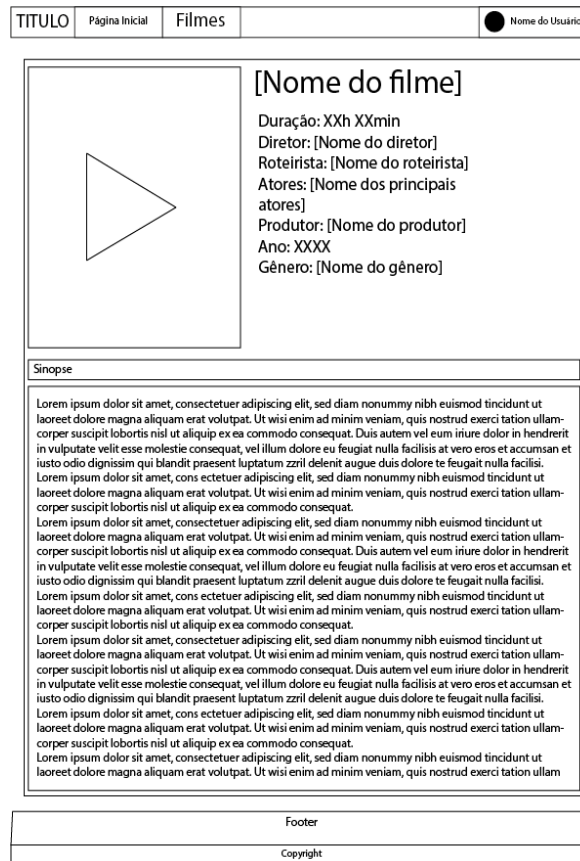 TITULO Página Inicial Filmes Nome do Usuário
[Nome do filme]
Duração: XXh XXmin
Diretor: [Nome do diretor]
Roteirista: [Nome do roteirista]
Atores: [Nome dos principais
atores]
Produtor: [Nome do produtor]
Ano: XXXX
Gênero: [Nome do gênero]
Sinopse
Lorem ipsum dolor sit amet, consectetuer adipiscing elit, sed diam nonummy nibh euismod tincidunt ut
laoreet dolore magna aliquam erat volutpat. Ut wisi enim ad minim veniam, quis nostrud exerci tation ullam-
corper suscipit lobortis nisl ut aliquip ex ea commodo consequat. Duis autem vel eum iriure dolor in hendrerit
in vulputate velit esse molestie consequat, vel illum dolore eu feugiat nulla facilisis at vero eros et accumsan et
iusto odio dignissim qui blandit praesent luptatum zzril delenit augue duis dolore te feugait nulla facilisi.
Lorem ipsum dolor sit amet, cons ectetuer adipiscing elit, sed diam nonummy nibh euismod tincidunt ut
laoreet dolore magna aliquam erat volutpat. Ut wisi enim ad minim veniam, quis nostrud exerci tation ullam-
corper suscipit lobortis nisl ut aliquip ex ea commodo consequat.
Lorem ipsum dolor sit amet, consectetuer adipiscing elit, sed diam nonummy nibh euismod tincidunt ut
laoreet dolore magna aliquam erat volutpat. Ut wisi enim ad minim veniam, quis nostrud exerci tation ullam-
corper suscipit lobortis nisl ut aliquip ex ea commodo consequat. Duis autem vel eum iriure dolor in hendrerit
in vulputate velit esse molestie consequat, vel illum dolore eu feugiat nulla facilisis at vero eros et accumsan et
iusto odio dignissim qui blandit praesent luptatum zzril delenit augue duis dolore te feugait nulla facilisi.
Lorem ipsum dolor sit amet, cons ectetuer adipiscing elit, sed diam nonummy nibh euismod tincidunt ut
laoreet dolore magna aliquam erat volutpat. Ut wisi enim ad minim veniam, quis nostrud exerci tation ullam-
corper suscipit lobortis nisl ut aliquip ex ea commodo consequat.
Lorem ipsum dolor sit amet, consectetuer adipiscing elit, sed diam nonummy nibh euismod tincidunt ut
laoreet dolore magna aliquam erat volutpat. Ut wisi enim ad minim veniam, quis nostrud exerci tation ullam-
corper suscipit lobortis nisl ut aliquip ex ea commodo consequat. Duis autem vel eum iriure dolor in hendrerit
in vulputate velit esse molestie consequat, vel illum dolore eu feugiat nulla facilisis at vero eros et accumsan et
iusto odio dignissim qui blandit praesent luptatum zzril delenit augue duis dolore te feugait nulla facilisi.
Lorem ipsum dolor sit amet, cons ectetuer adipiscing elit, sed diam nonummy nibh euismod tincidunt ut
laoreet dolore magna aliquam erat volutpat. Ut wisi enim ad minim veniam, quis nostrud exerci tation ullam-
corper suscipit lobortis nisl ut aliquip ex ea commodo consequat.
Lorem ipsum dolor sit amet, consectetuer adipiscing elit, sed diam nonummy nibh euismod tincidunt ut
laoreet dolore magna aliquam erat volutpat. Ut wisi enim ad minim veniam, quis nostrud exerci tation ullam
Footer
Copyright